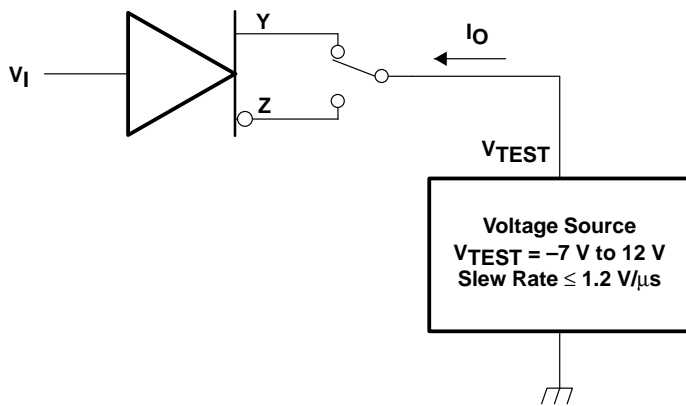 Y
IO
VI
Z
VTEST
Voltage Source
VTEST = –7 V to 12 V
Slew Rate ≤ 1.2 V/μs